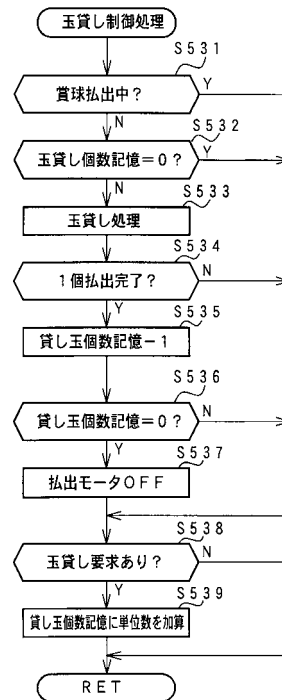 玉貸し制御処理
S531
賞球払出中？
Y
N
S532
玉貸し個数記憶＝０？
Y
N
S533
玉貸し処理
S534
１個払出完了？
N
Y
S535
貸し玉個数記憶－１
S536
貸し玉個数記憶＝０？
N
Y
S537
払出モータＯＦＦ
S538
玉貸し要求あり？
N
Y
S539
貸し玉個数記憶に単位数を加算
ＲＥＴ